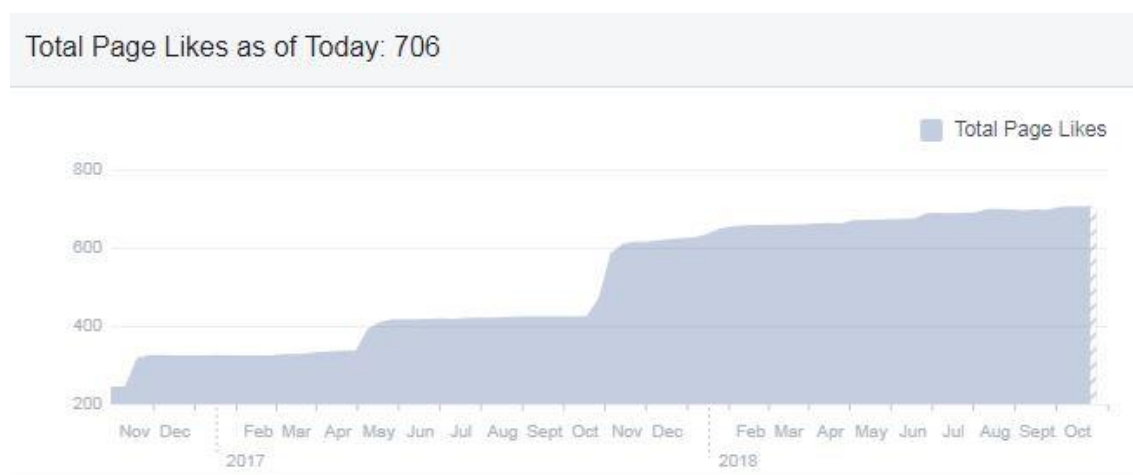 Total Page Likes as of Today: 706
Total Page Likes
800
600
400
200
Nov Dec Feb Mar Apr May Jun Jul Aug Sept Oct Nov Dec Feb Mar Apr May Jun Jul Aug Sept Oct
2017 2018